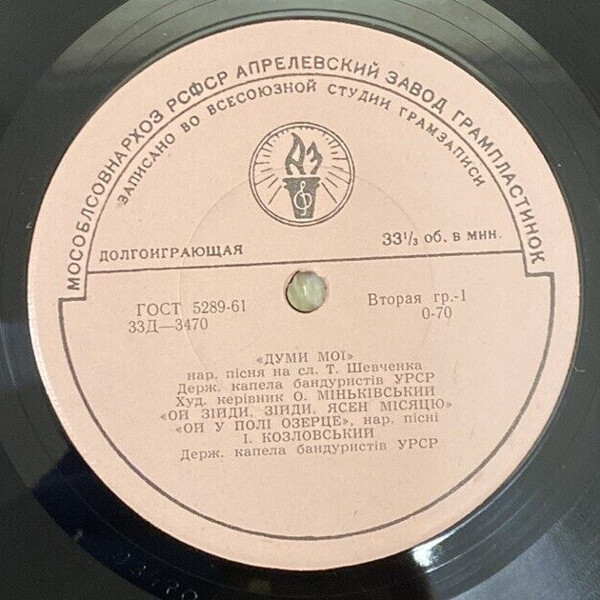 МОСОБЛСОВНАРХОЗ РСФСР АПРЕЛЕВСКИЙ ЗАВОД ГРАМПЛАСТИНОК
ЗАПИСАНО ВО ВСЕСОЮЗНОЙ СТУДИИ ГРАМЗАПИСИ
АЗ
ДОЛГОИГРАЮЩАЯ
33⅓ об. в мин.
ГОСТ 5289-61
33Д—3470
Вторая гр.-1
0-70
«ДУМИ МОЇ»
нар. пісня на сл. Т. Шевченка
Держ. капела бандуристів УРСР
Худ. керівник О. МІНЬКІВСЬКИЙ
«ОЙ ЗІЙДИ, ЗІЙДИ, ЯСЕН МІСЯЦЮ»
«ОЙ У ПОЛІ ОЗЕРЦЕ», нар. пісні
І. КОЗЛОВСЬКИЙ
Держ. капела бандуристів УРСР